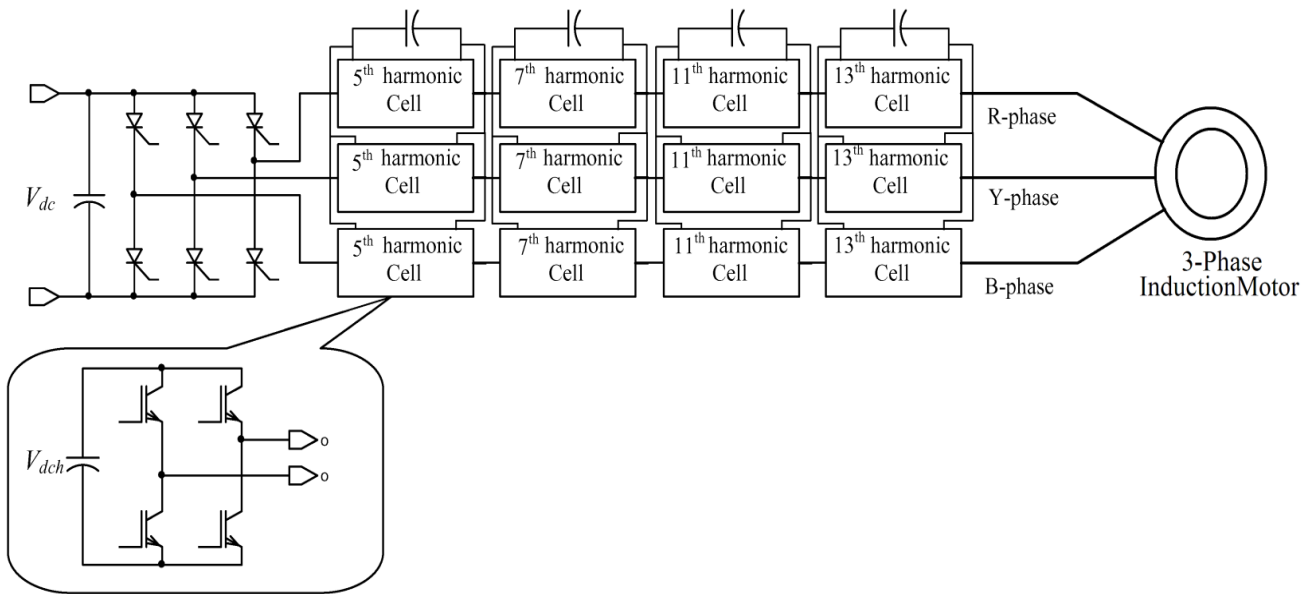 5th harmonic Cell
7th harmonic Cell
11th harmonic Cell
13th harmonic Cell
R-phase
Vdc
5th harmonic Cell
7th harmonic Cell
11th harmonic Cell
13th harmonic Cell
Y-phase
5th harmonic Cell
7th harmonic Cell
11th harmonic Cell
13th harmonic Cell
B-phase
3-Phase
InductionMotor
Vdch
o
o